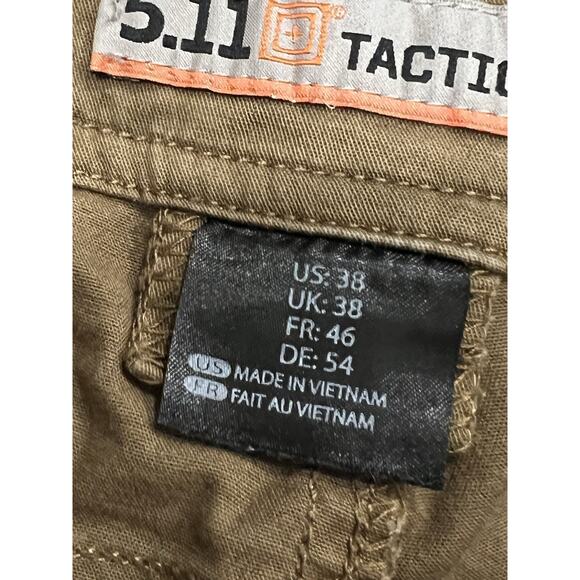 5.11® TACTIC
US: 38
UK: 38
FR: 46
DE: 54
US MADE IN VIETNAM
FR FAIT AU VIETNAM